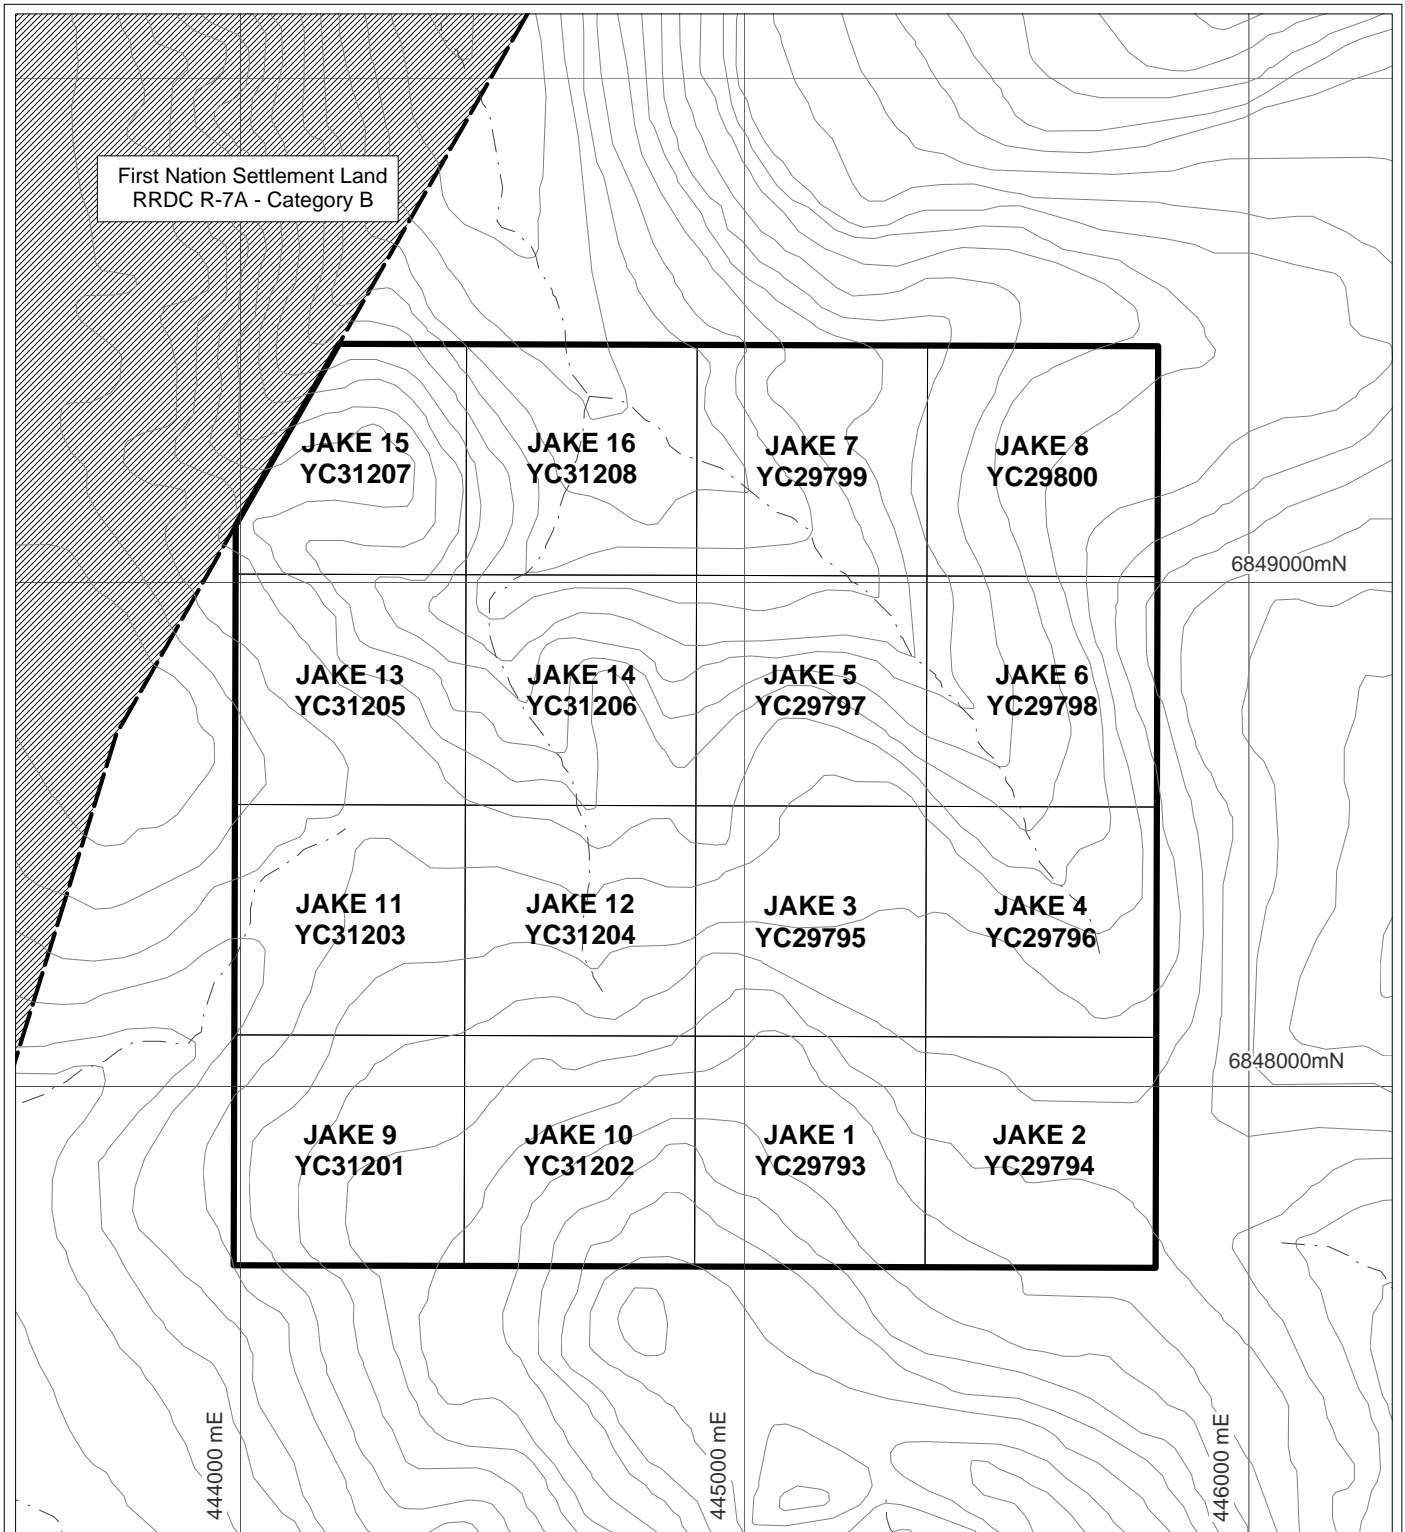 First Nation Settlement Land
RRDC R-7A - Category B
JAKE 15
YC31207
JAKE 16
YC31208
JAKE 7
YC29799
JAKE 8
YC29800
6849000mN
JAKE 13
YC31205
JAKE 14
YC31206
JAKE 5
YC29797
JAKE 6
YC29798
JAKE 11
YC31203
JAKE 12
YC31204
JAKE 3
YC29795
JAKE 4
YC29796
6848000mN
JAKE 9
YC31201
JAKE 10
YC31202
JAKE 1
YC29793
JAKE 2
YC29794
444000 mE
445000 mE
446000 mE